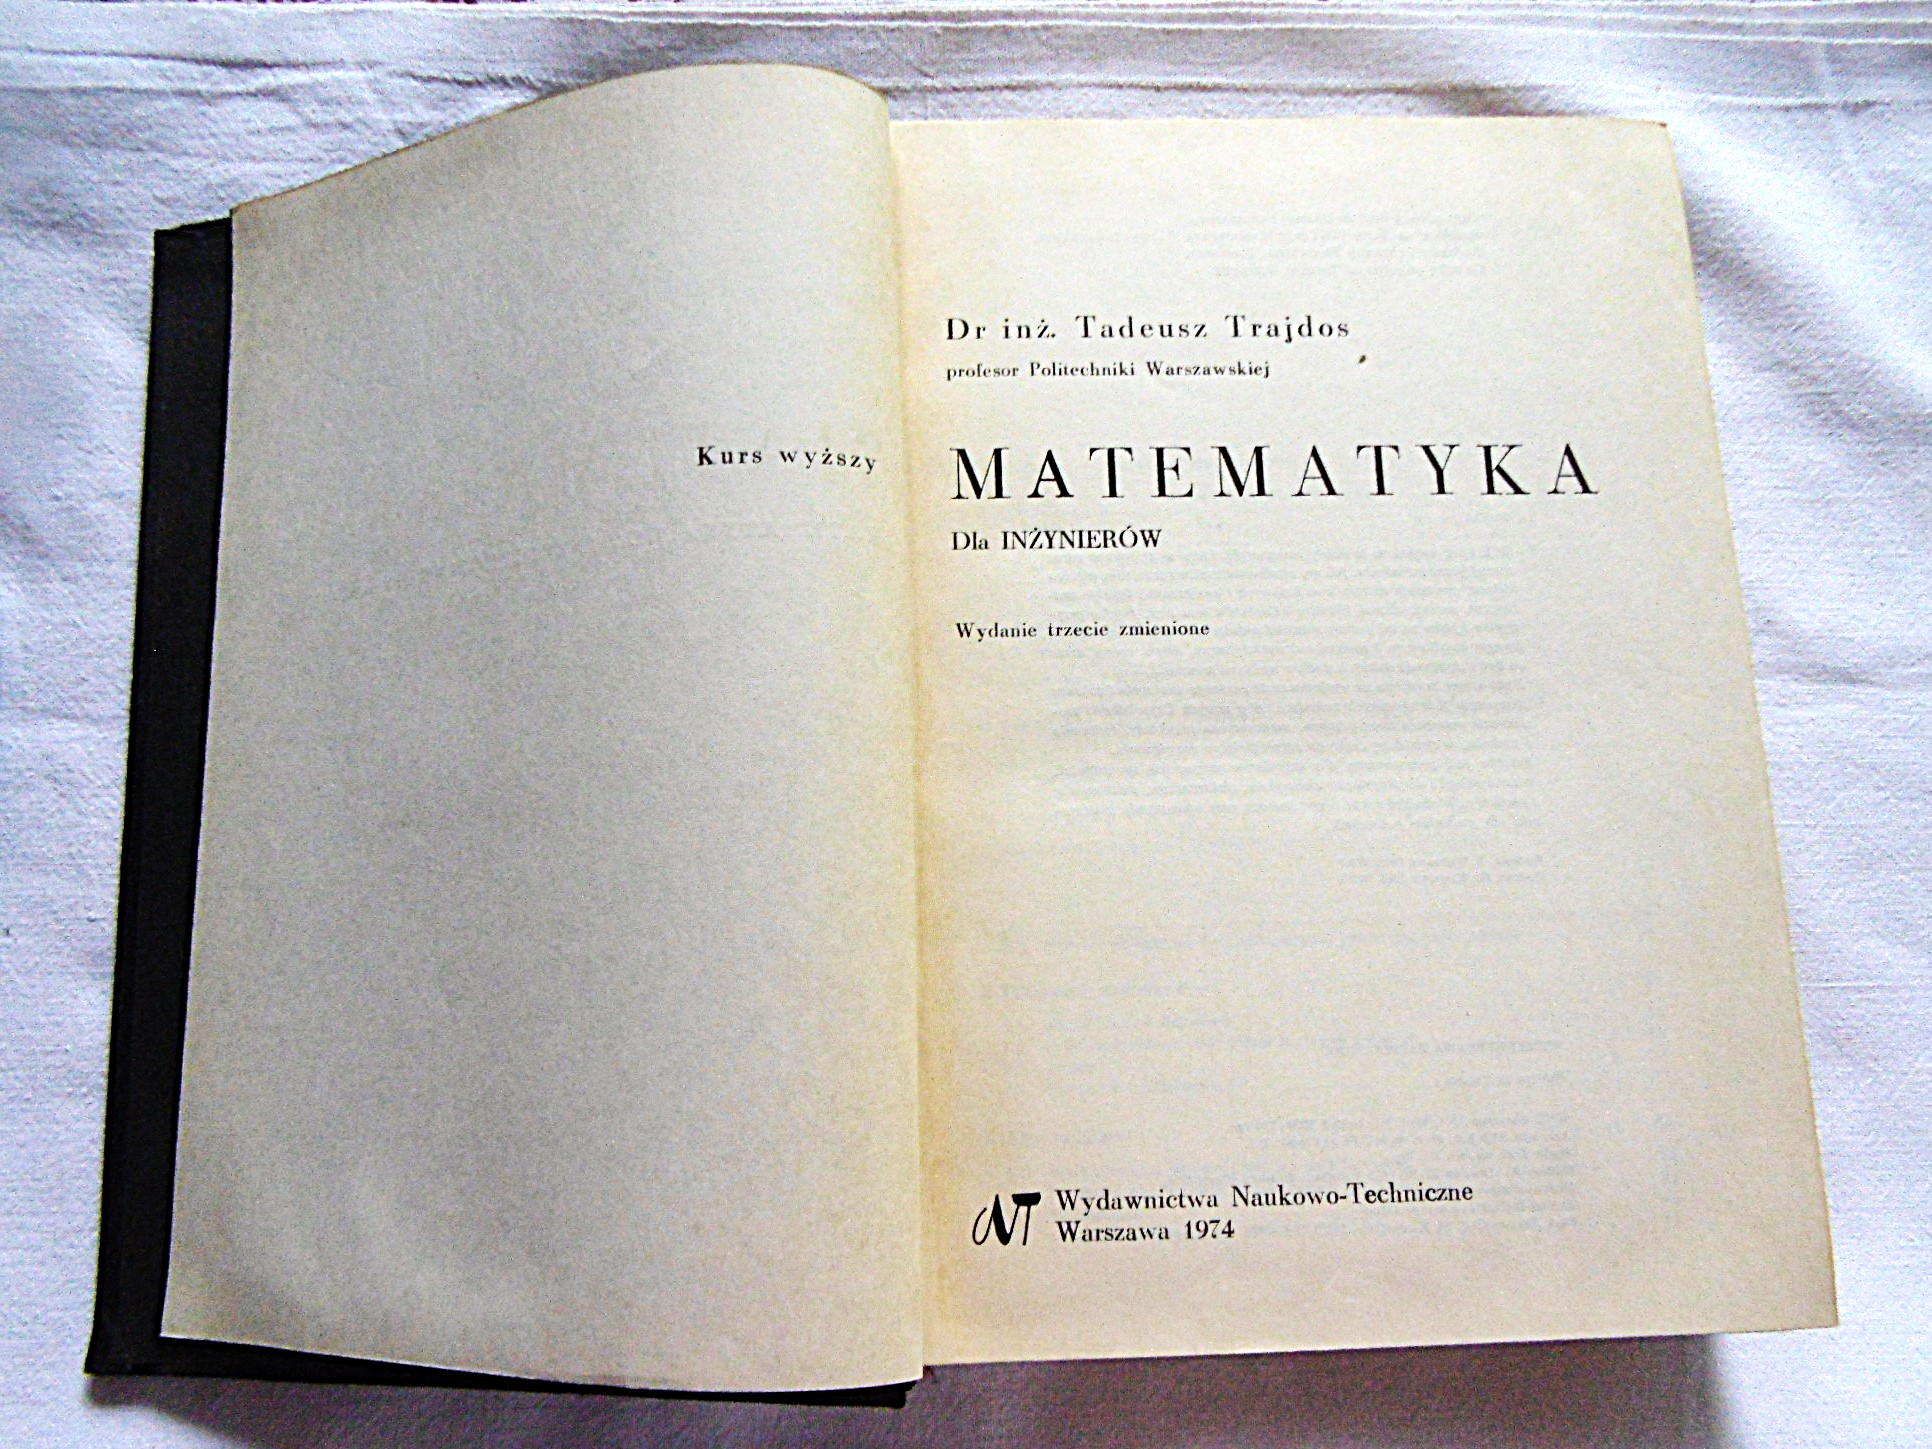 Kurs wyższy
Dr inż. Tadeusz Trajdos
profesor Politechniki Warszawskiej
MATEMATYKA
Dla INŻYNIERÓW
Wydanie trzecie zmienione
WNT
Wydawnictwa Naukowo-Techniczne
Warszawa 1974